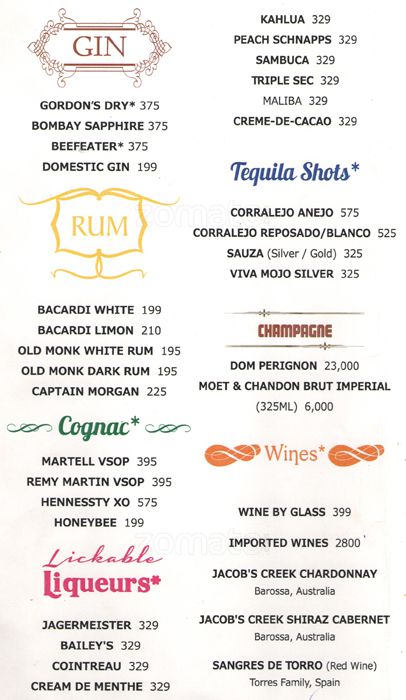 GIN
GORDON'S DRY* 375
BOMBAY SAPPHIRE 375
BEEFEATER* 375
DOMESTIC GIN 199
RUM
BACARDI WHITE 199
BACARDI LIMON 210
OLD MONK WHITE RUM 195
OLD MONK DARK RUM 195
CAPTAIN MORGAN 225
Cognac*
MARTELL VSOP 395
REMY MARTIN VSOP 395
HENNESSTY XO 575
HONEYBEE 199
Lickable
Liqueurs*
JAGERMEISTER 329
BAILEY'S 329
COINTREAU 329
CREAM DE MENTHE 329
KAHLUA 329
PEACH SCHNAPPS 329
SAMBUCA 329
TRIPLE SEC 329
MALIBA 329
CREME-DE-CACAO 329
Tequila Shots*
CORRALEJO ANEJO 575
CORRALEJO REPOSADO/BLANCO 525
SAUZA (Silver / Gold) 325
VIVA MOJO SILVER 325
CHAMPAGNE
DOM PERIGNON 23,000
MOET & CHANDON BRUT IMPERIAL
(325ML) 6,000
Wines*
WINE BY GLASS 399
IMPORTED WINES 2800
JACOB'S CREEK CHARDONNAY
Barossa, Australia
JACOB'S CREEK SHIRAZ CABERNET
Barossa, Australia
SANGRES DE TORRO (Red Wine)
Torres Family, Spain
zomato
zomato